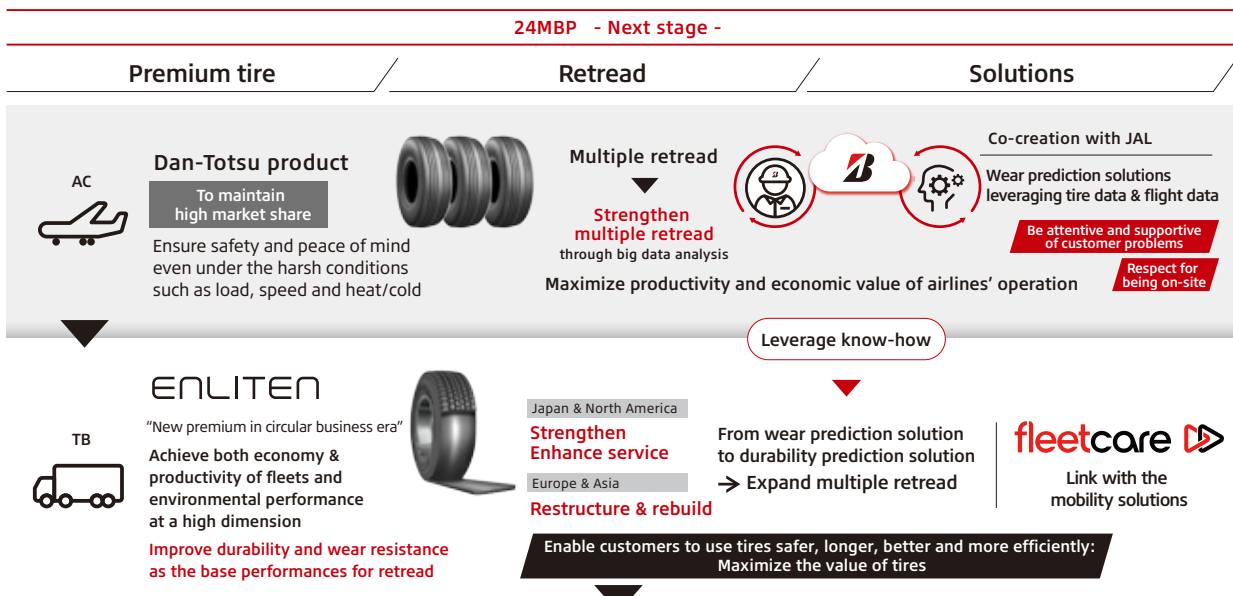 24MBP - Next stage -
Premium tire
Retread
Solutions
AC
Dan-Totsu product
To maintain
high market share
Ensure safety and peace of mind
even under the harsh conditions
such as load, speed and heat/cold
Multiple retread
Strengthen
multiple retread
through big data analysis
Co-creation with JAL
Wear prediction solutions
leveraging tire data & flight data
Be attentive and supportive
of customer problems
Respect for
being on-site
Maximize productivity and economic value of airlines’ operation
Leverage know-how
TB
ENLITEN
“New premium in circular business era”
Achieve both economy &
productivity of fleets and
environmental performance
at a high dimension
Improve durability and wear resistance
as the base performances for retread
Japan & North America
Strengthen
Enhance service
Europe & Asia
Restructure & rebuild
From wear prediction solution
to durability prediction solution
→ Expand multiple retread
fleetcare
Link with the
mobility solutions
Enable customers to use tires safer, longer, better and more efficiently:
Maximize the value of tires